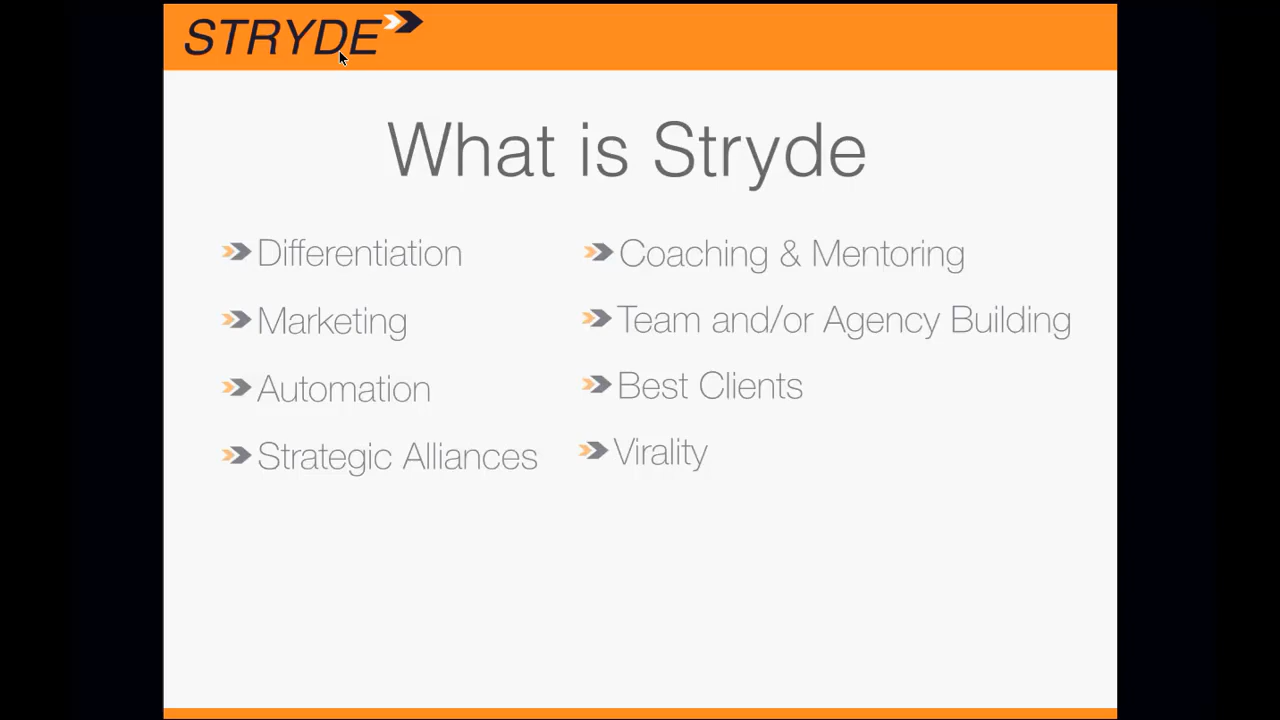 STRYDE
What is Stryde
Differentiation
Marketing
Automation
Strategic Alliances
Coaching & Mentoring
Team and/or Agency Building
Best Clients
Virality